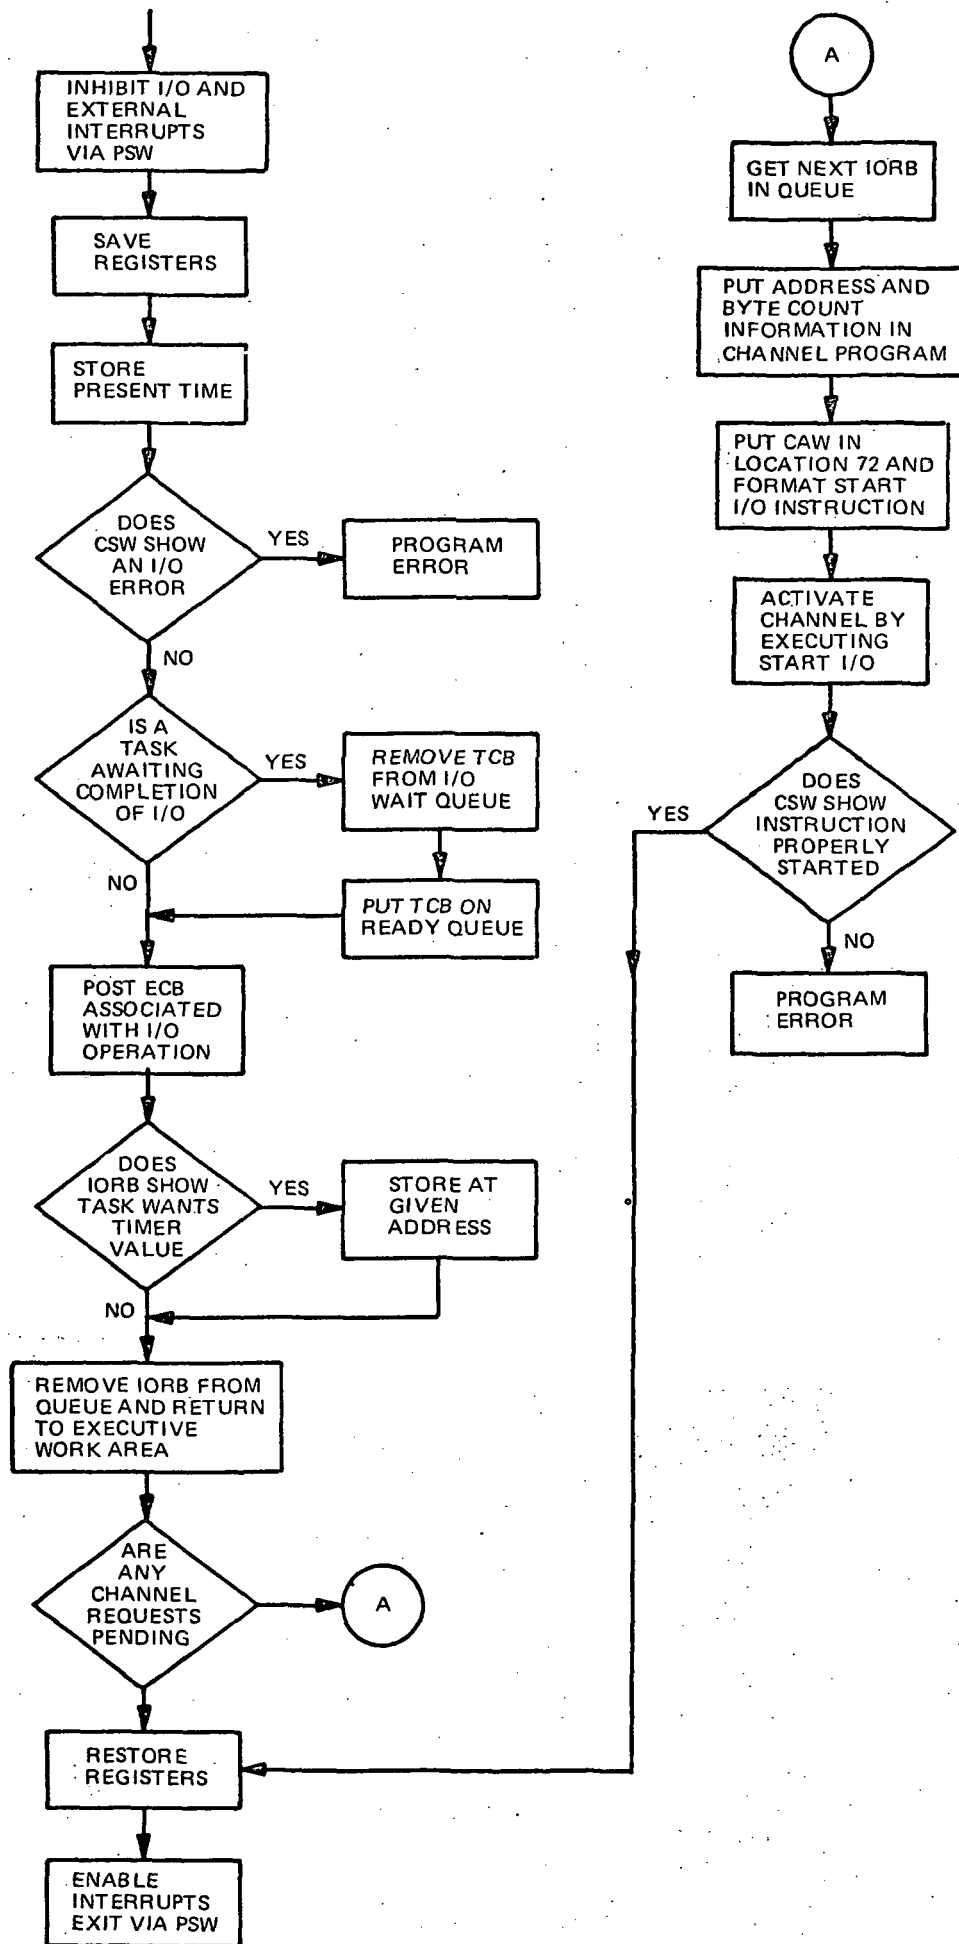 INHIBIT I/O AND
EXTERNAL
INTERRUPTS
VIA PSW
SAVE
REGISTERS
STORE
PRESENT TIME
DOES
CSW SHOW
AN I/O
ERROR
YES
PROGRAM
ERROR
NO
IS A
TASK
AWAITING
COMPLETION
OF I/O
YES
REMOVE TCB
FROM I/O
WAIT QUEUE
NO
PUT TCB ON
READY QUEUE
POST ECB
ASSOCIATED
WITH I/O
OPERATION
DOES
IORB SHOW
TASK WANTS
TIMER
VALUE
YES
STORE AT
GIVEN
ADDRESS
NO
REMOVE IORB FROM
QUEUE AND RETURN
TO EXECUTIVE
WORK AREA
ARE
ANY
CHANNEL
REQUESTS
PENDING
A
RESTORE
REGISTERS
ENABLE
INTERRUPTS
EXIT VIA PSW
A
GET NEXT IORB
IN QUEUE
PUT ADDRESS AND
BYTE COUNT
INFORMATION IN
CHANNEL PROGRAM
PUT CAW IN
LOCATION 72 AND
FORMAT START
I/O INSTRUCTION
ACTIVATE
CHANNEL BY
EXECUTING
START I/O
DOES
CSW SHOW
INSTRUCTION
PROPERLY
STARTED
YES
NO
PROGRAM
ERROR